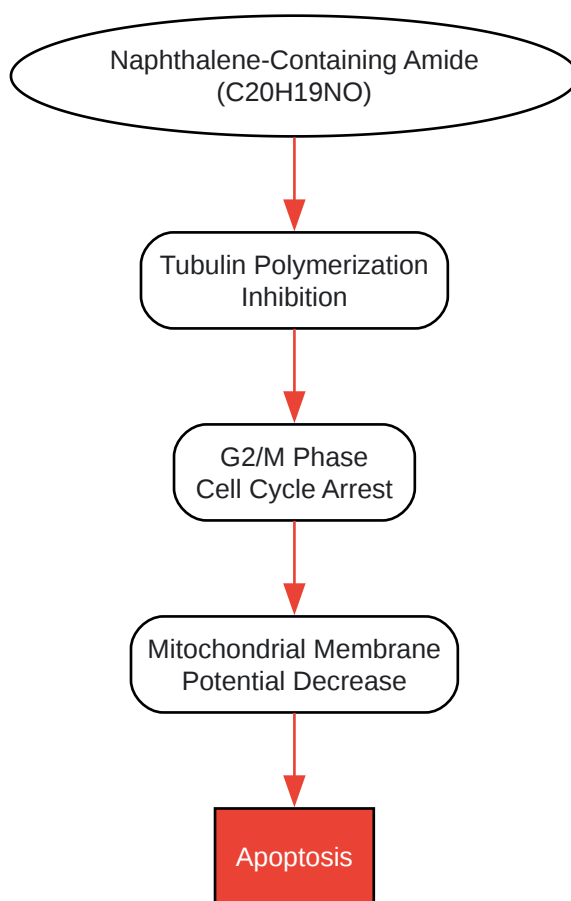 Naphthalene-Containing Amide
(C20H19NO)
Tubulin Polymerization
Inhibition
G2/M Phase
Cell Cycle Arrest
Mitochondrial Membrane
Potential Decrease
Apoptosis